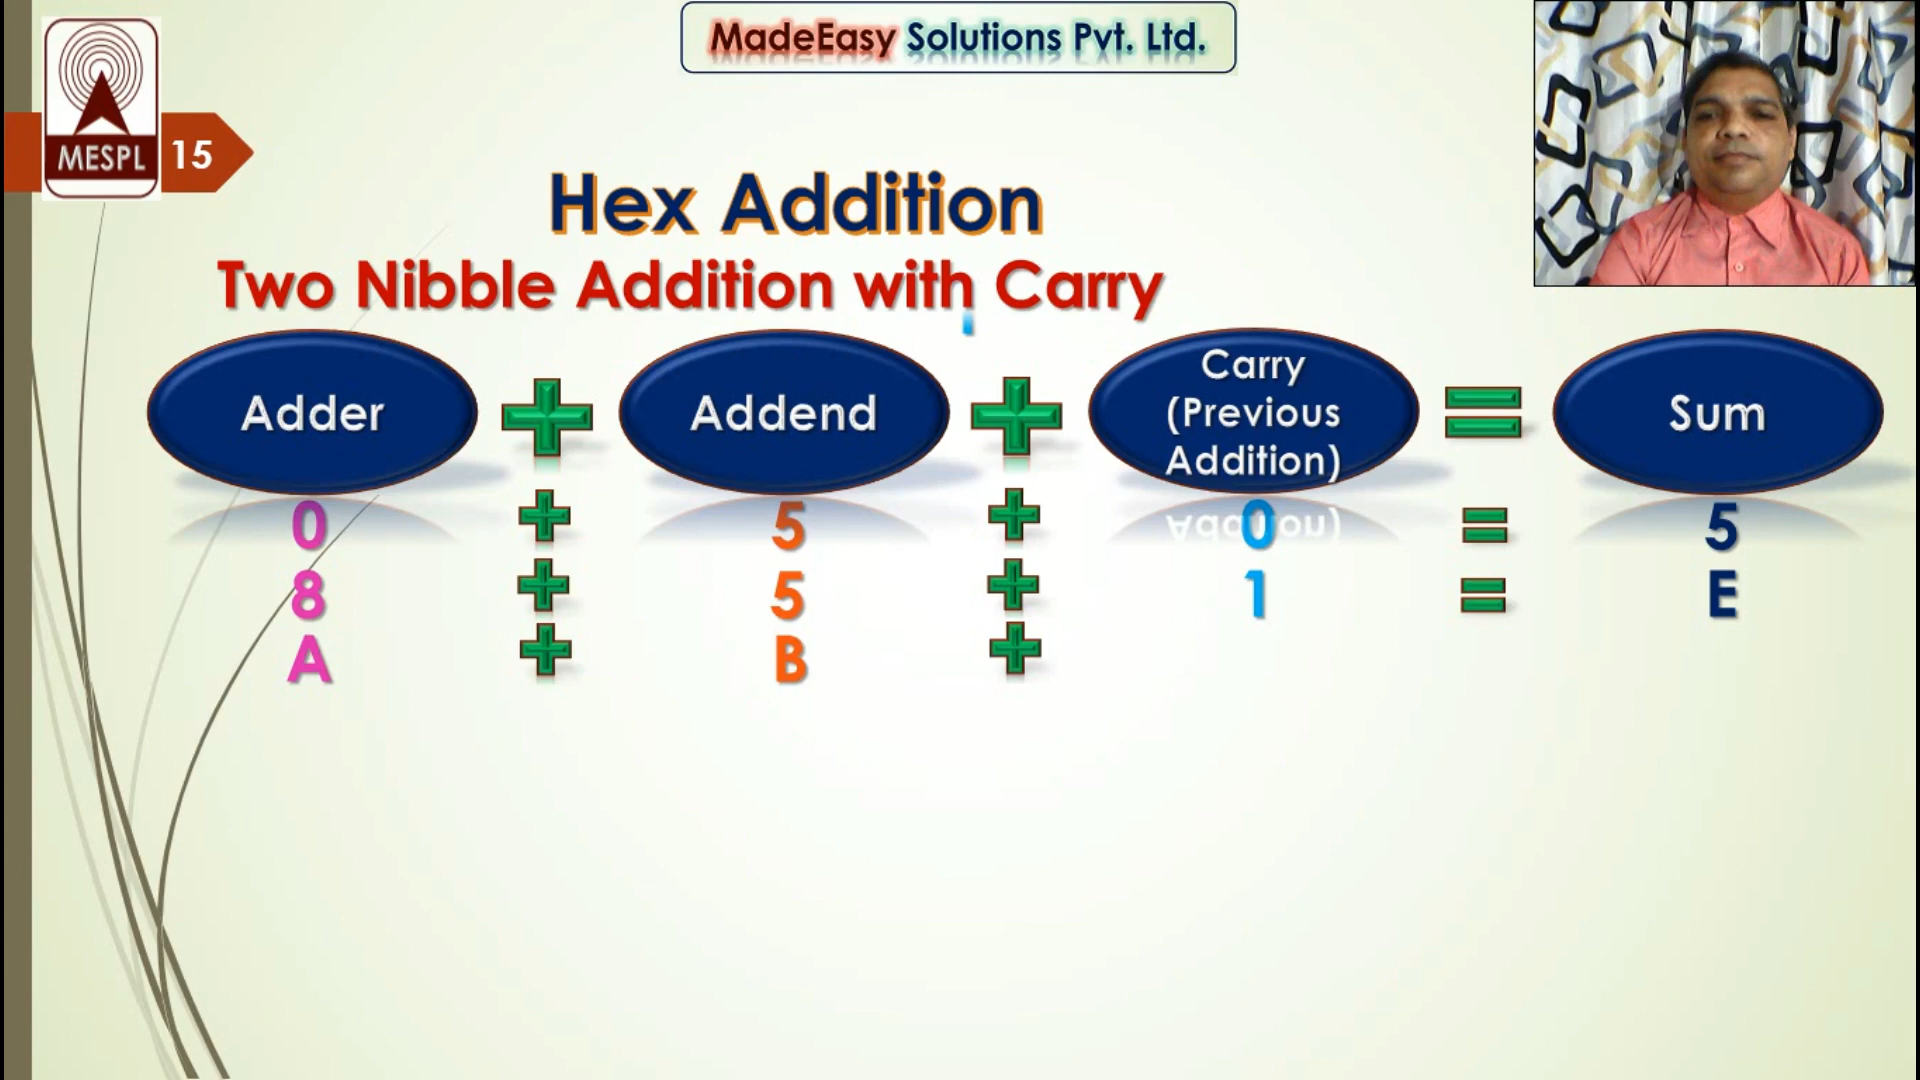 MadeEasy Solutions Pvt. Ltd.
MESPL
15
Hex Addition
Two Nibble Addition with Carry
Adder + Addend + Carry (Previous Addition) = Sum
0 + 5 + 0 = 5
8 + 5 + 1 = E
A + B +